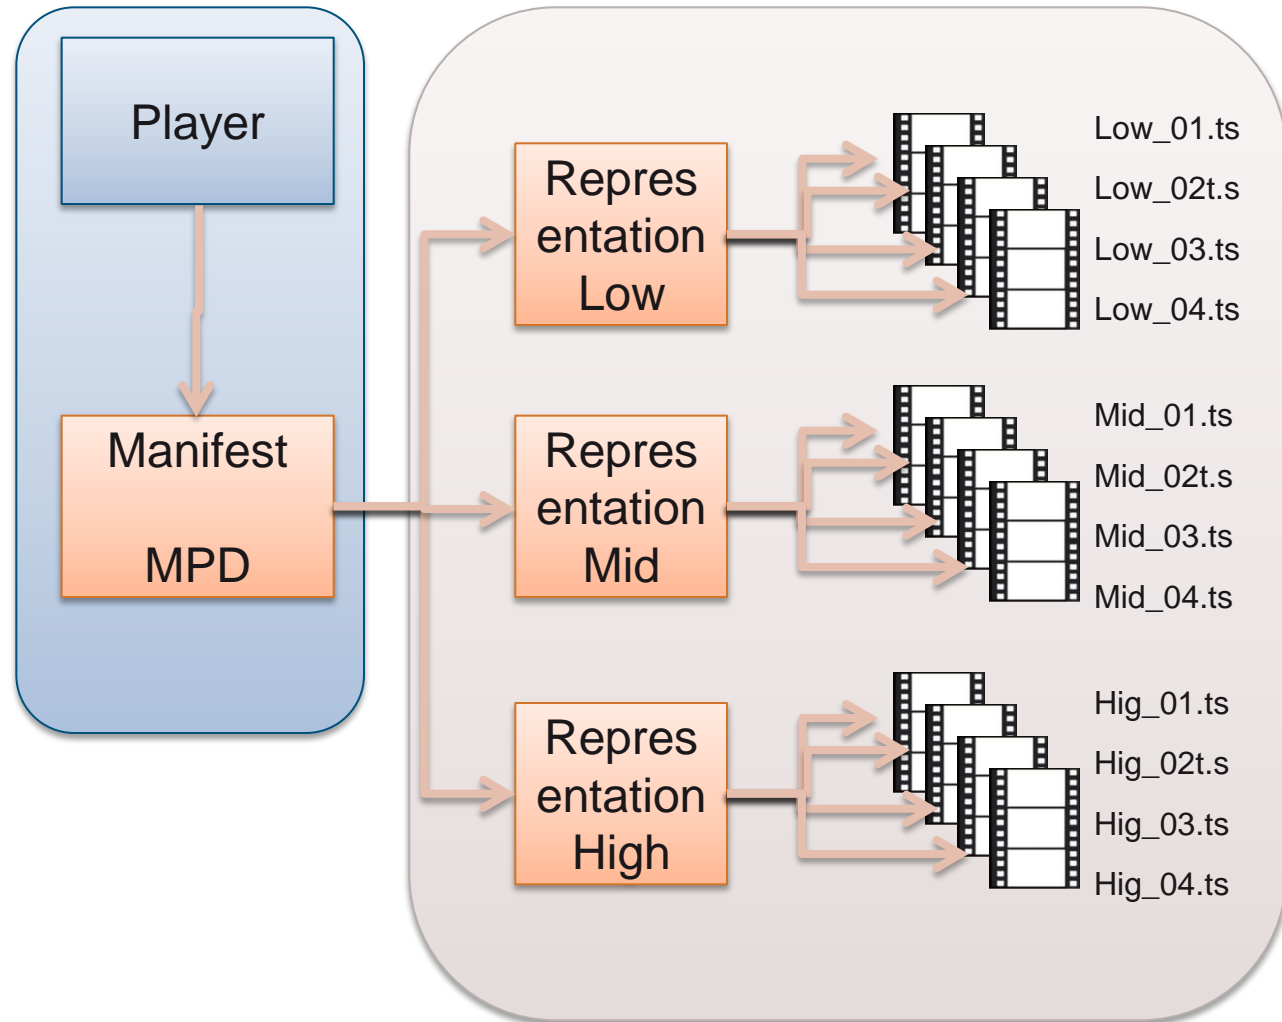 Player
Manifest
MPD
Repres
entation
Low
Low_01.ts
Low_02t.s
Low_03.ts
Low_04.ts
Repres
entation
Mid
Mid_01.ts
Mid_02t.s
Mid_03.ts
Mid_04.ts
Repres
entation
High
Hig_01.ts
Hig_02t.s
Hig_03.ts
Hig_04.ts